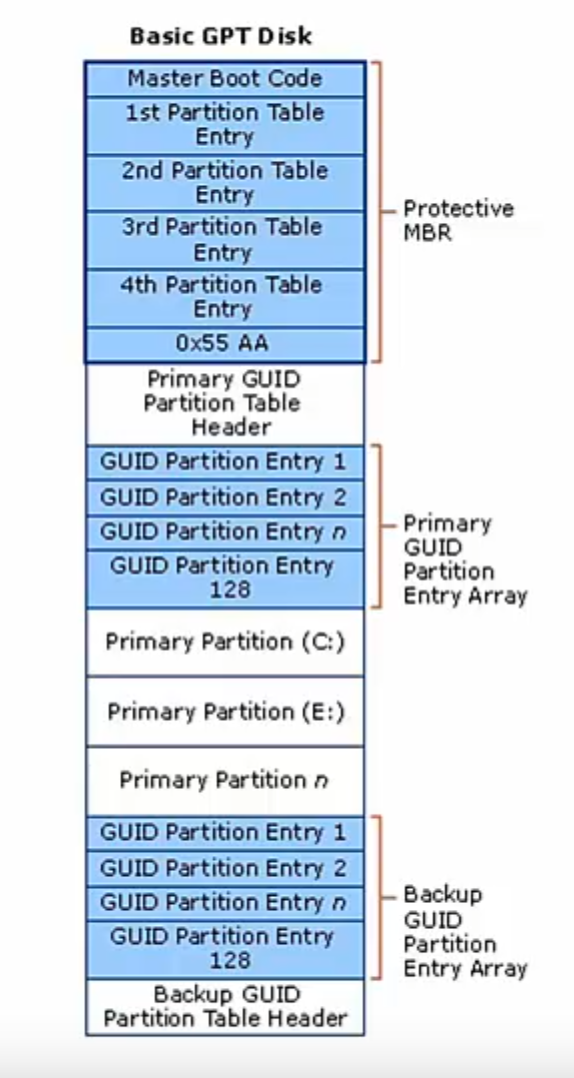 Basic GPT Disk
Master Boot Code
1st Partition Table
Entry
2nd Partition Table
Entry
3rd Partition Table
Entry
4th Partition Table
Entry
0x55 AA
Protective
MBR
Primary GUID
Partition Table
Header
GUID Partition Entry 1
GUID Partition Entry 2
GUID Partition Entry n
GUID Partition Entry
128
Primary
GUID
Partition
Entry Array
Primary Partition (C:)
Primary Partition (E:)
Primary Partition n
GUID Partition Entry 1
GUID Partition Entry 2
GUID Partition Entry n
GUID Partition Entry
128
Backup
GUID
Partition
Entry Array
Backup GUID
Partition Table Header